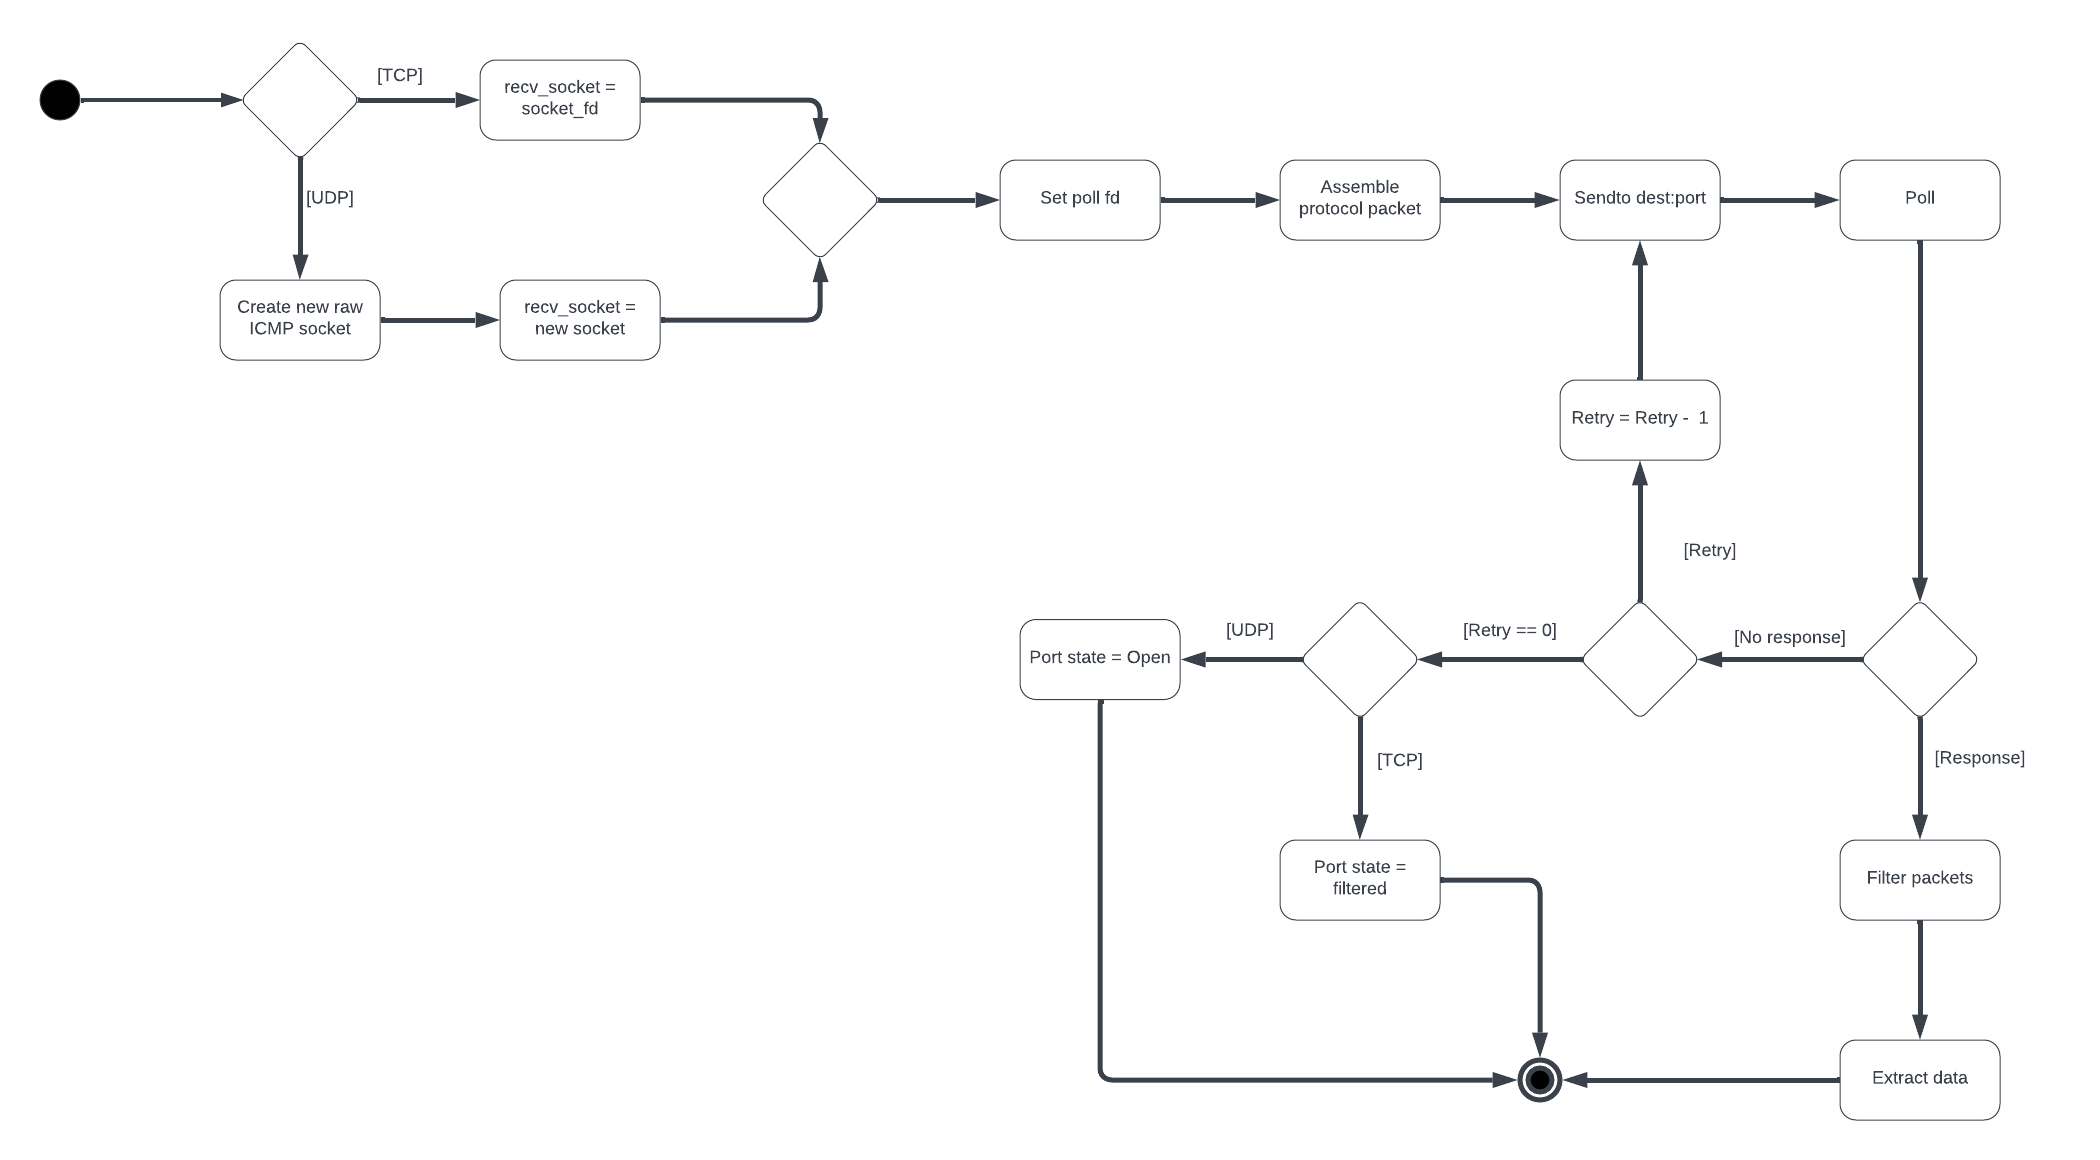 [TCP]
recv_socket =
socket_fd
[UDP]
Create new raw
ICMP socket
recv_socket =
new socket
Set poll fd
Assemble
protocol packet
Sendto dest:port
Poll
Retry = Retry -  1
[Retry]
[No response]
[Retry == 0]
[UDP]
Port state = Open
[TCP]
Port state =
filtered
[Response]
Filter packets
Extract data